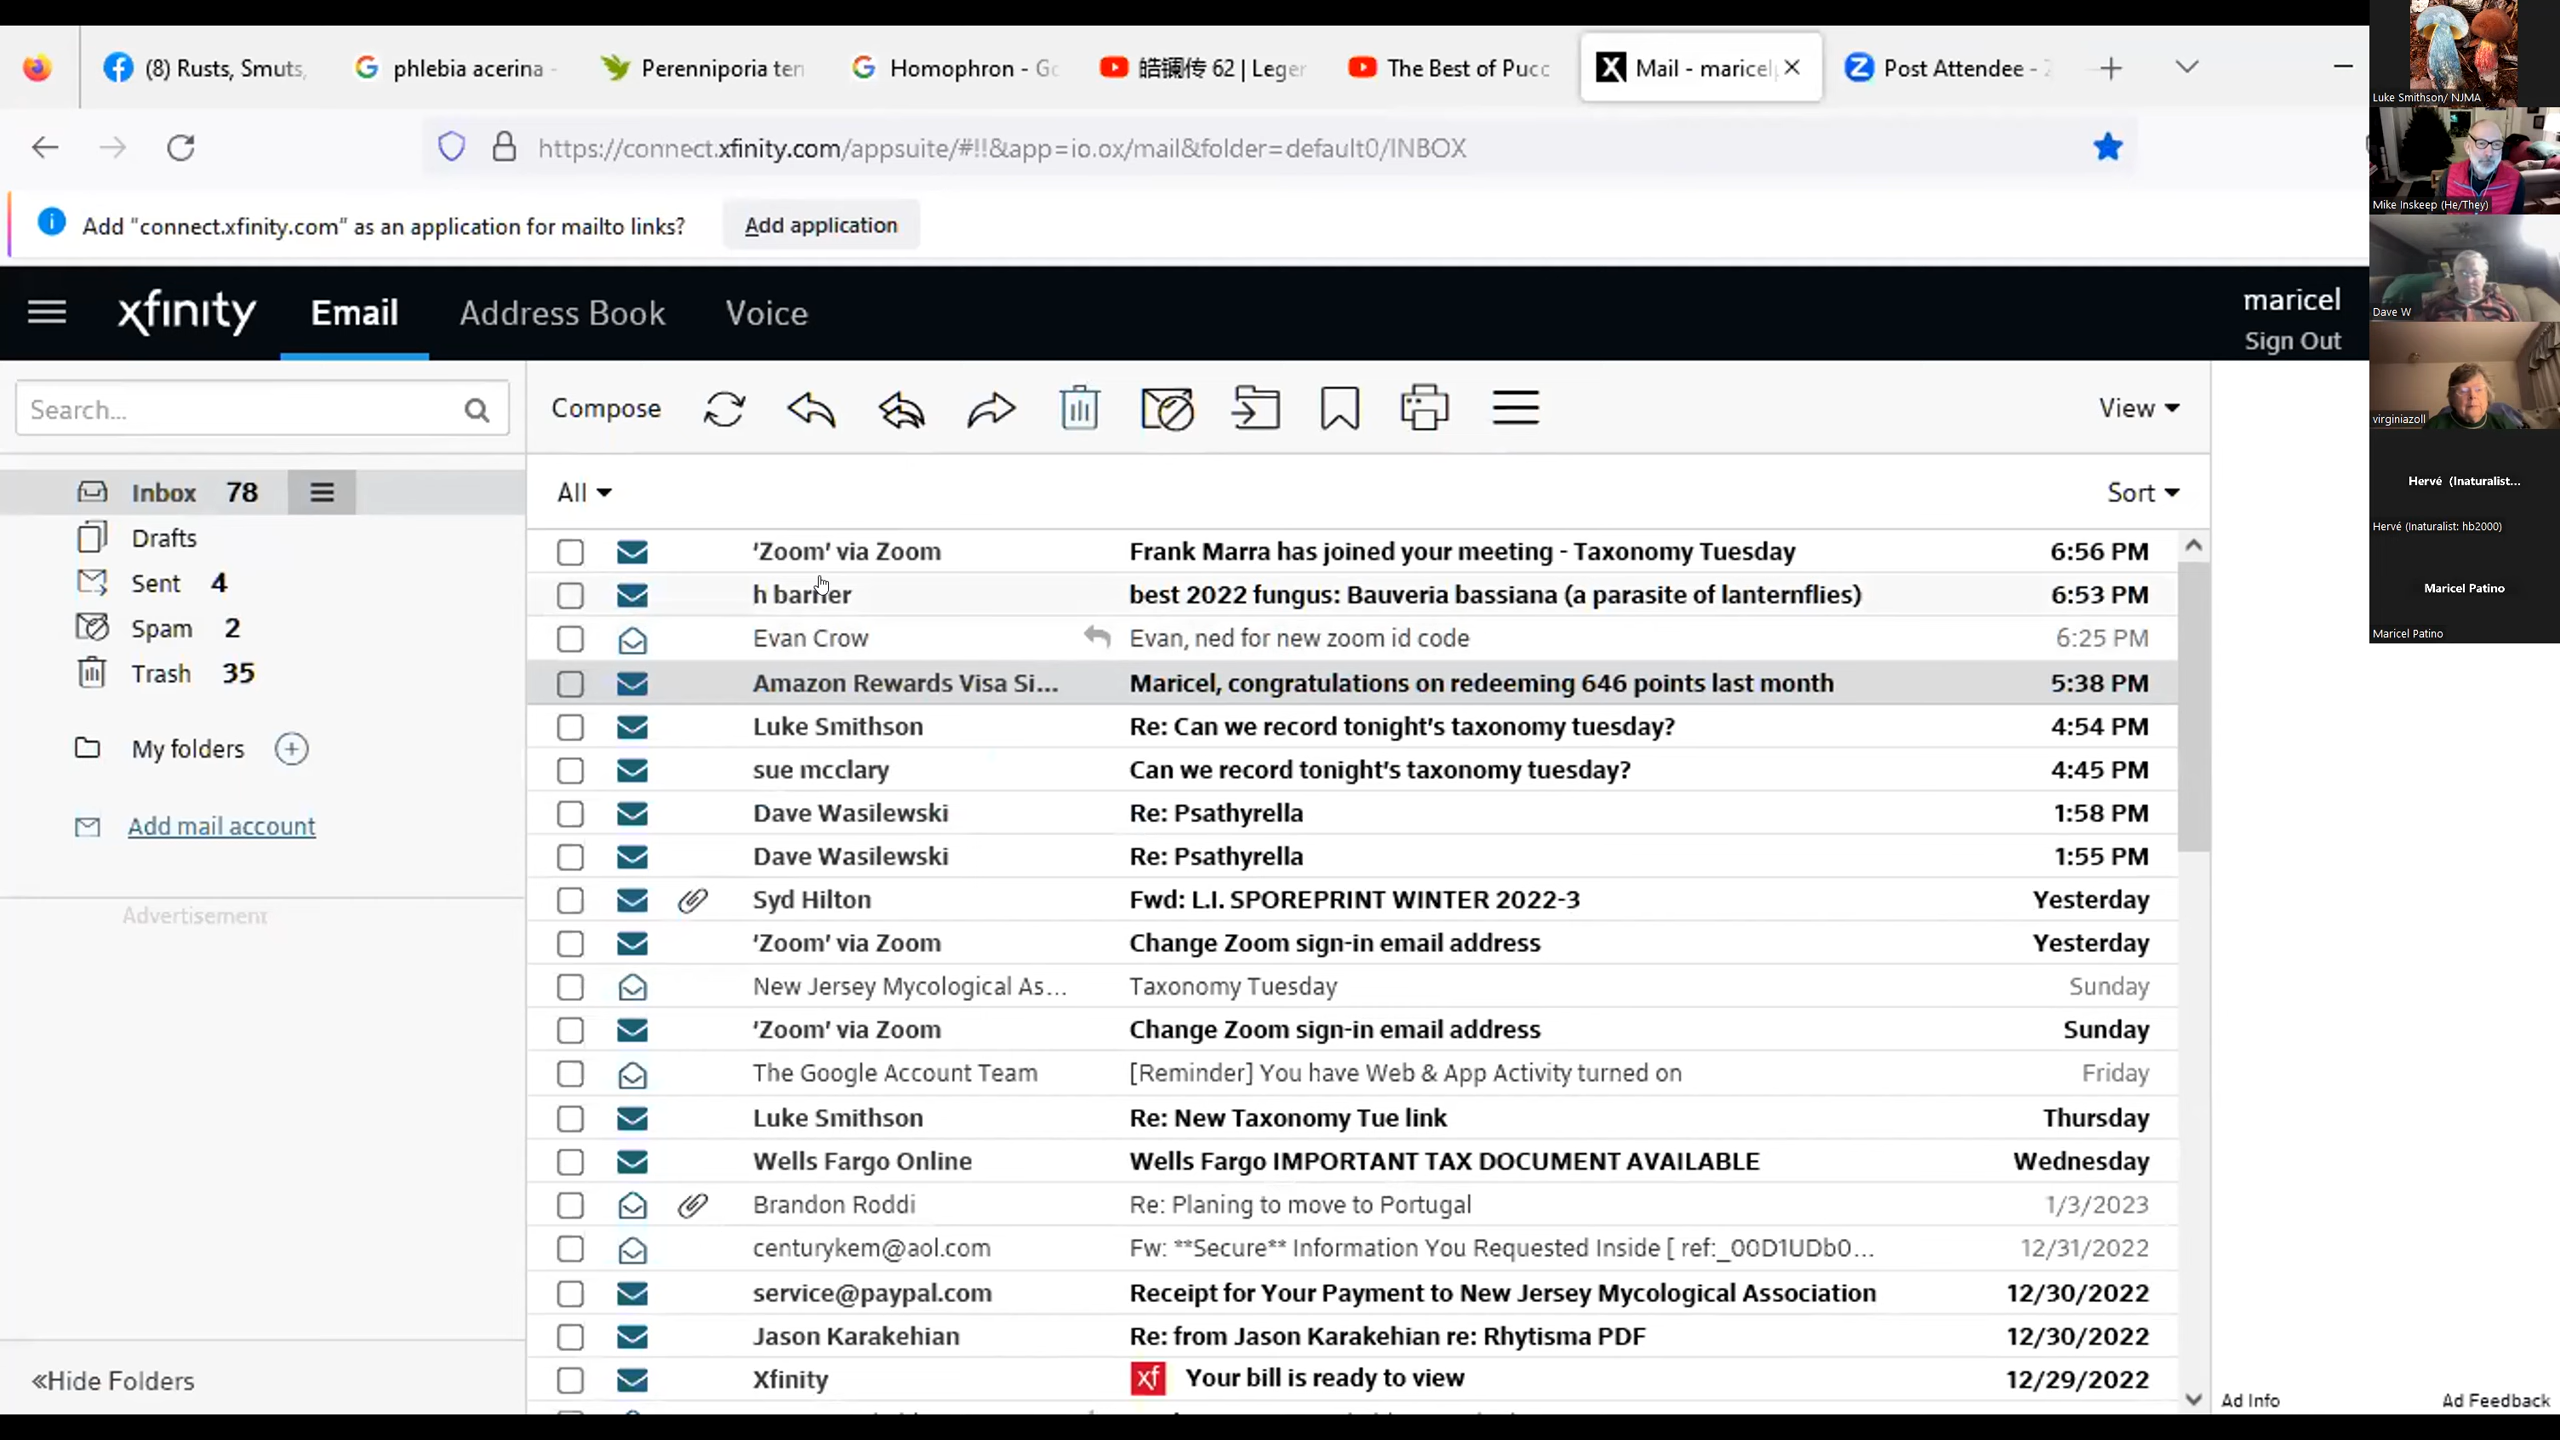 (8) Rusts, Smuts,
phlebia acerina -
Perenniporia ten
Homophron - Go
皓镧传 62 | Leger
The Best of Pucc
Mail - maricel
Post Attendee -
https://connect.xfinity.com/appsuite/#!!&app=io.ox/mail&folder=default0/INBOX
Add "connect.xfinity.com" as an application for mailto links?
Add application
xfinity
Email
Address Book
Voice
maricel
Sign Out
Search...
Compose
View
Inbox 78
Drafts
Sent 4
Spam 2
Trash 35
My folders
Add mail account
Advertisement
«Hide Folders
All
Sort
'Zoom' via Zoom Frank Marra has joined your meeting - Taxonomy Tuesday 6:56 PM
h barrier best 2022 fungus: Bauveria bassiana (a parasite of lanternflies) 6:53 PM
Evan Crow Evan, ned for new zoom id code 6:25 PM
Amazon Rewards Visa Si... Maricel, congratulations on redeeming 646 points last month 5:38 PM
Luke Smithson Re: Can we record tonight's taxonomy tuesday? 4:54 PM
sue mcclary Can we record tonight's taxonomy tuesday? 4:45 PM
Dave Wasilewski Re: Psathyrella 1:58 PM
Dave Wasilewski Re: Psathyrella 1:55 PM
Syd Hilton Fwd: L.I. SPOREPRINT WINTER 2022-3 Yesterday
'Zoom' via Zoom Change Zoom sign-in email address Yesterday
New Jersey Mycological As... Taxonomy Tuesday Sunday
'Zoom' via Zoom Change Zoom sign-in email address Sunday
The Google Account Team [Reminder] You have Web & App Activity turned on Friday
Luke Smithson Re: New Taxonomy Tue link Thursday
Wells Fargo Online Wells Fargo IMPORTANT TAX DOCUMENT AVAILABLE Wednesday
Brandon Roddi Re: Planing to move to Portugal 1/3/2023
centurykem@aol.com Fw: **Secure** Information You Requested Inside [ ref:_00D1UDb0... 12/31/2022
service@paypal.com Receipt for Your Payment to New Jersey Mycological Association 12/30/2022
Jason Karakehian Re: from Jason Karakehian re: Rhytisma PDF 12/30/2022
Xfinity xf Your bill is ready to view 12/29/2022
Ad Info
Ad Feedback
Luke Smithson/ NJMA
Mike Inskeep (He/They)
Dave W
virginiazoll
Hervé (Inaturalist...
Hervé (Inaturalist: hb2000)
Maricel Patino
Maricel Patino